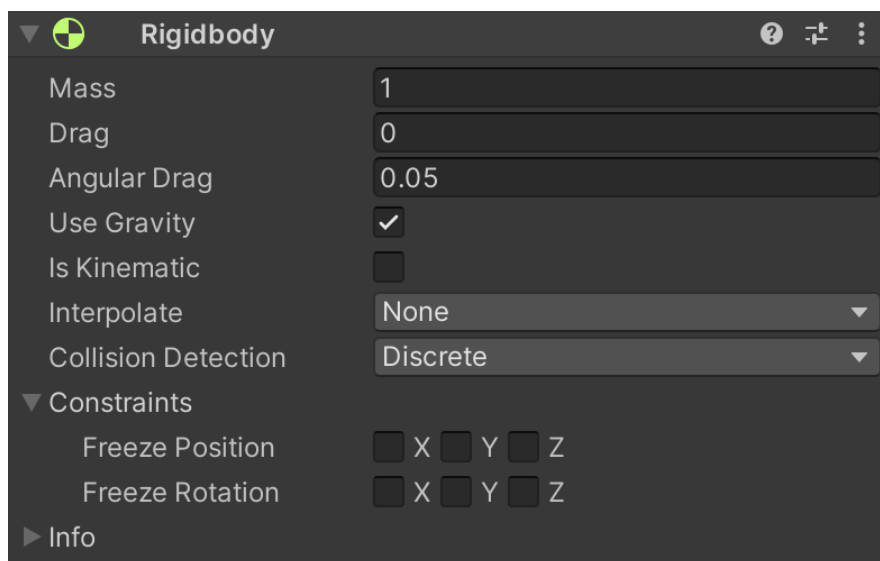 Rigidbody
Mass 1
Drag 0
Angular Drag 0.05
Use Gravity
Is Kinematic
Interpolate None
Collision Detection Discrete
Constraints
Freeze Position X Y Z
Freeze Rotation X Y Z
Info